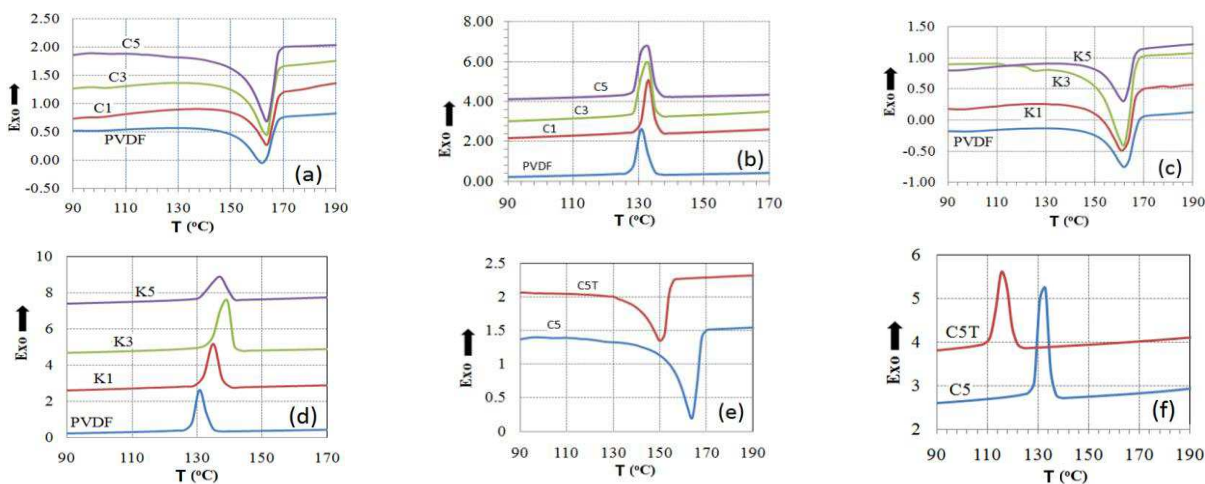 2.50
2.00
1.50
1.00
0.50
0.00
-0.50
Exo
C5
C3
C1
PVDF
(a)
90 110 130 150 170 190
T (°C)
8.00
6.00
4.00
2.00
0.00
Exo
C5
C3
C1
PVDF
(b)
90 110 130 150 170
T (°C)
1.50
1.00
0.50
0.00
-0.50
-1.00
Exo
K5
K3
K1
PVDF
(c)
90 110 130 150 170 190
T (°C)
10
8
6
4
2
0
Exo
K5
K3
K1
PVDF
(d)
90 110 130 150 170
T (°C)
2.5
2
1.5
1
0.5
0
Exo
C5T
C5
(e)
90 110 130 150 170 190
T (°C)
6
5
4
3
2
Exo
C5T
C5
(f)
90 110 130 150 170 190
T (°C)